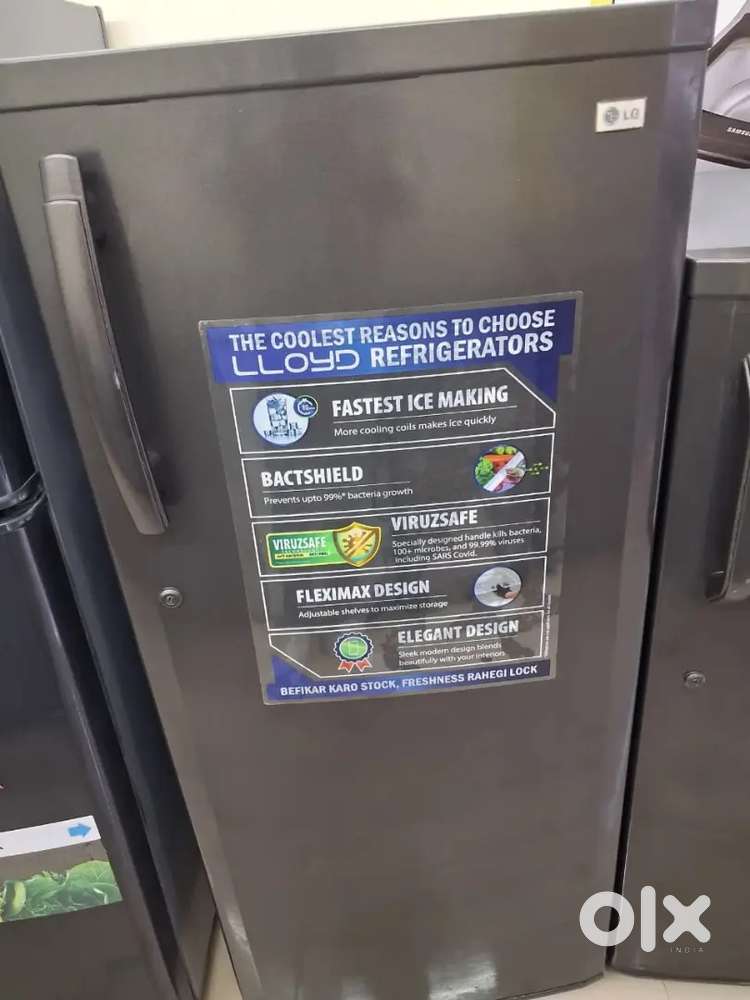 LG
SAMSUNG
THE COOLEST REASONS TO CHOOSE
LLOYD REFRIGERATORS
FASTEST ICE MAKING
More cooling coils makes ice quickly
BACTSHIELD
Prevents upto 99%* bacteria growth
VIRUZSAFE
VIRUZSAFE
Specially designed handle kills bacteria,
100+ microbes, and 99.99% viruses
including SARS Covid.
FLEXIMAX DESIGN
Adjustable shelves to maximize storage
ELEGANT DESIGN
Sleek modern design blends
beautifully with your interiors
BEFIKAR KARO STOCK, FRESHNESS RAHEGI LOCK
olx
INDIA